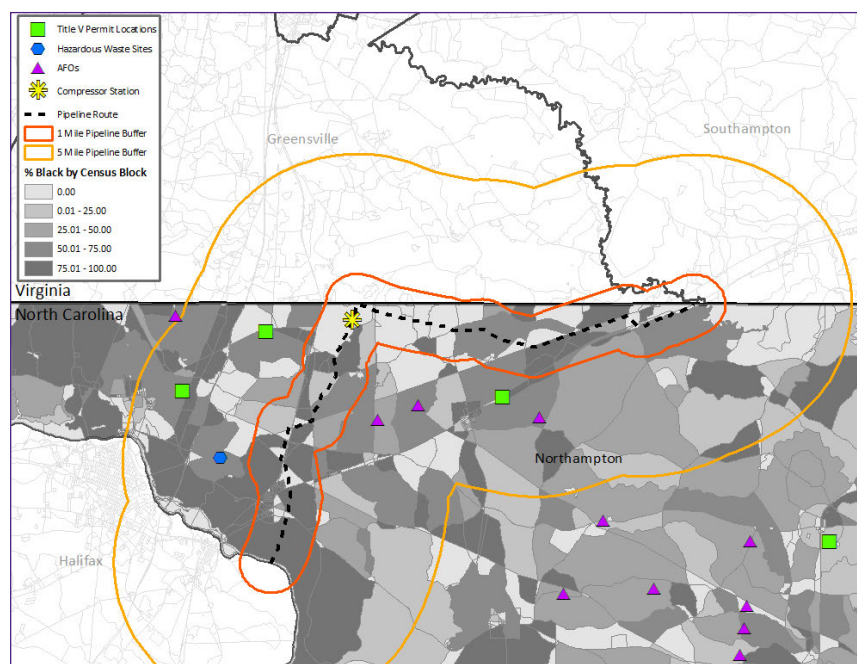 Title V Permit Locations
Hazardous Waste Sites
AFOs
Compressor Station
Pipeline Route
1 Mile Pipeline Buffer
5 Mile Pipeline Buffer
% Black by Census Block
0.00
0.01 - 25.00
25.01 - 50.00
50.01 - 75.00
75.01 - 100.00
Greensville
Southampton
Virginia
North Carolina
Northampton
Halifax